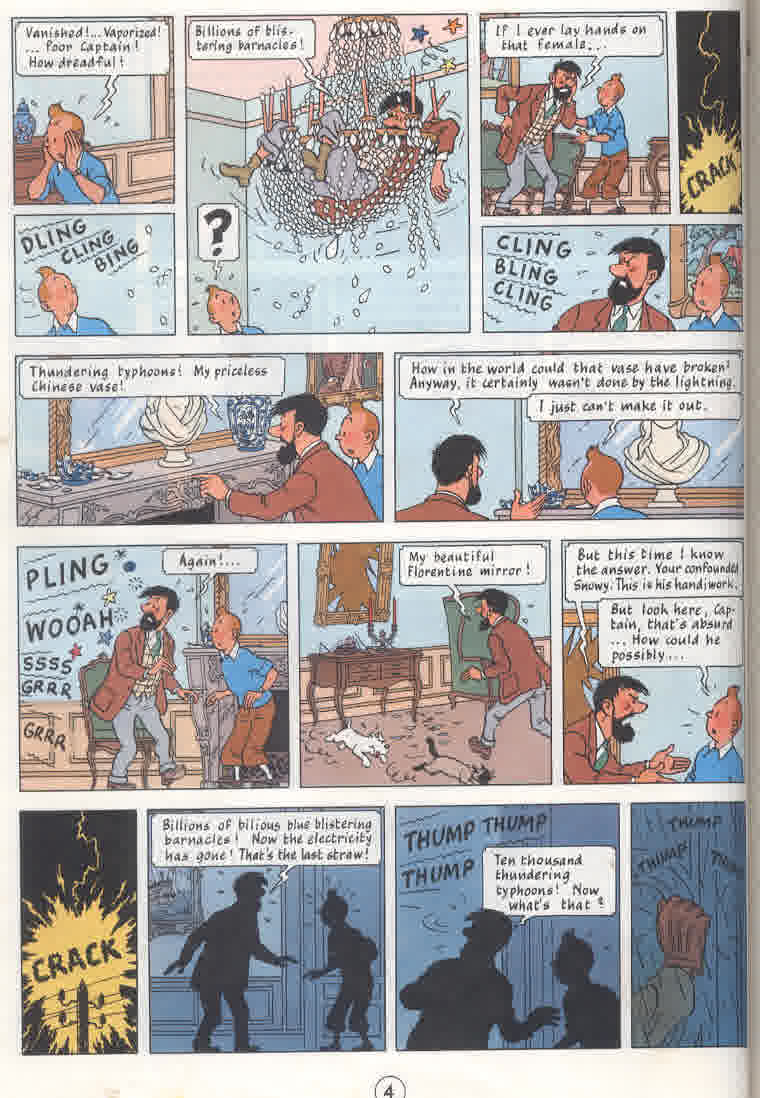 Vanished!...Vaporized!
... Poor Captain!
How dreadful!
Billions of blis-
tering barnacles!
If I ever lay hands on
that female...
CRACK
DLING
CLING
BING
?
CLING
BLING
CLING
Thundering typhoons! My priceless
Chinese vase!
How in the world could that vase have broken?
Anyway, it certainly wasn't done by the lightning.
I just can't make it out.
PLING
WOOAH
SSSS
GRRR
GRRR
Again!...
My beautiful
Florentine mirror!
But this time I know
the answer. Your confounded
Snowy. This is his handiwork.
But look here, Cap-
tain, that's absurd
... How could he
possibly...
CRACK
Billions of bilious blue blistering
barnacles! Now the electricity
has gone! That's the last straw!
THUMP THUMP
THUMP
Ten thousand
thundering
typhoons! Now
what's that?
THUMP
THUMP
4